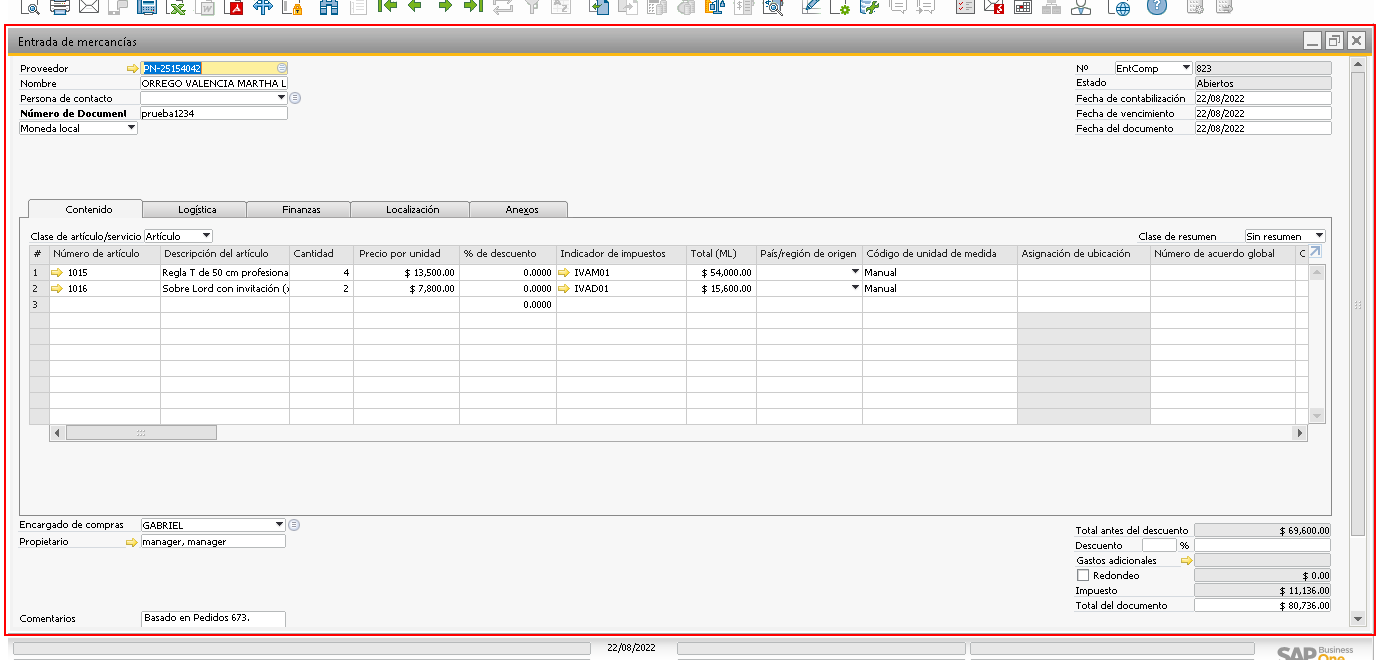 Entrada de mercancías
Proveedor PN-25154042
Nombre ORREGO VALENCIA MARTHA L
Persona de contacto
Número de Document prueba1234
Moneda local
Nº EntComp 823
Estado Abiertos
Fecha de contabilización 22/08/2022
Fecha de vencimiento 22/08/2022
Fecha del documento 22/08/2022
Contenido Logística Finanzas Localización Anexos
Clase de artículo/servicio Artículo Clase de resumen Sin resumen
# Número de artículo Descripción del artículo Cantidad Precio por unidad % de descuento Indicador de impuestos Total (ML) País/región de origen Código de unidad de medida Asignación de ubicación Número de acuerdo global C
1 1015 Regla T de 50 cm profesiona 4 $ 13,500.00 0.0000 IVAM01 $ 54,000.00 Manual
2 1016 Sobre Lord con invitación (x 2 $ 7,800.00 0.0000 IVAD01 $ 15,600.00 Manual
3 0.0000
Encargado de compras GABRIEL
Propietario manager, manager
Comentarios Basado en Pedidos 673.
Total antes del descuento $ 69,600.00
Descuento %
Gastos adicionales
Redondeo $ 0.00
Impuesto $ 11,136.00
Total del documento $ 80,736.00
22/08/2022
SAP Business One